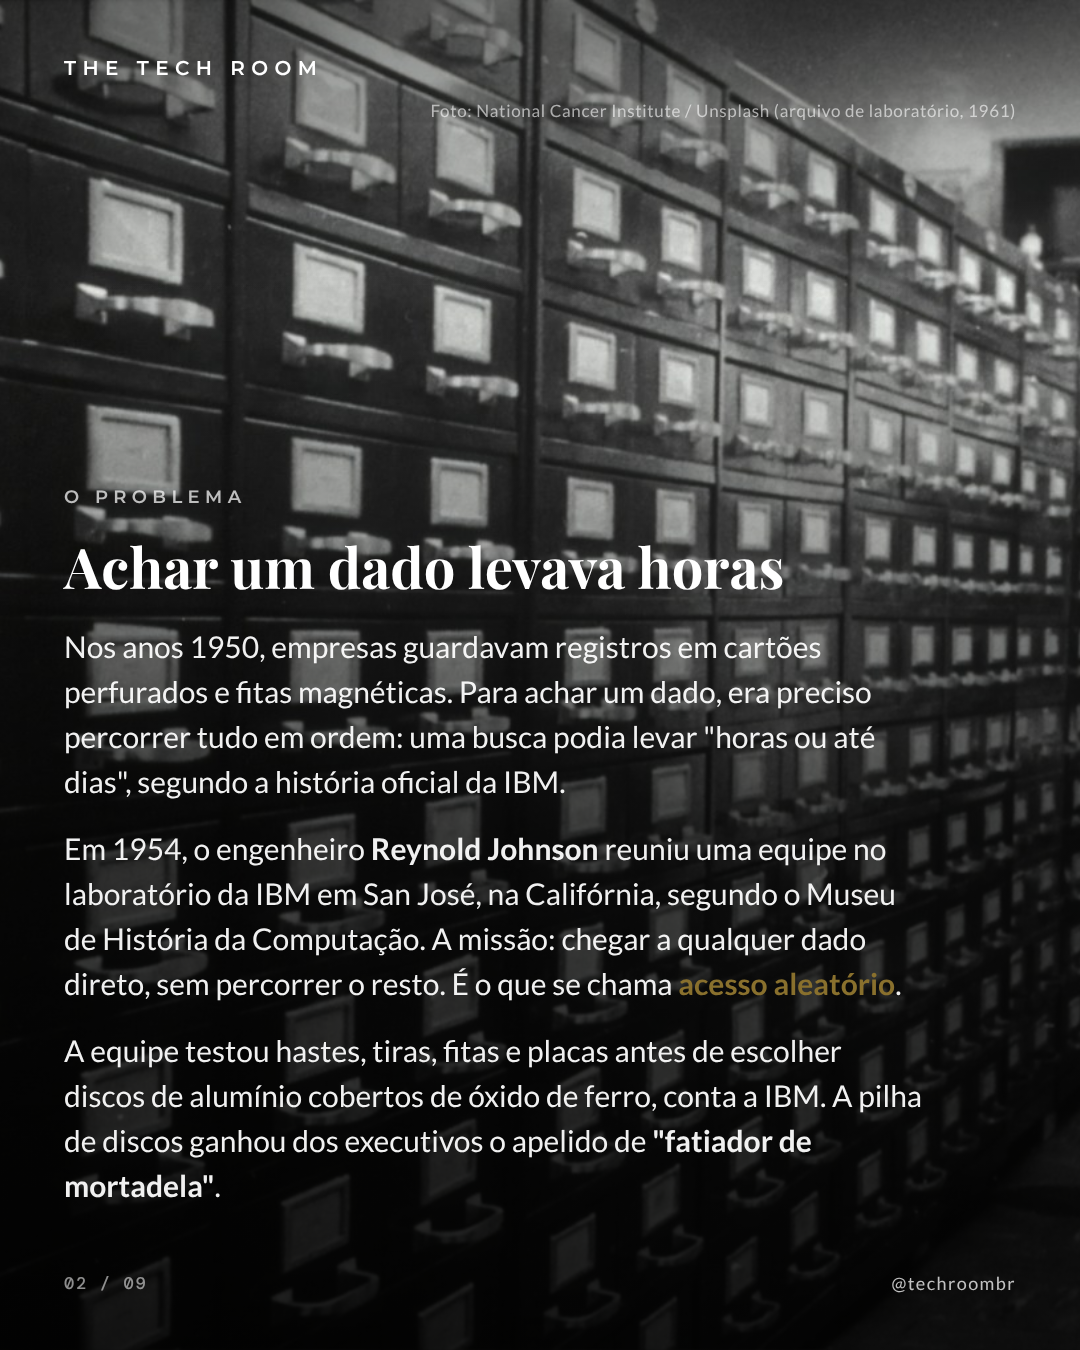 THE TECH ROOM
Foto: National Cancer Institute / Unsplash (arquivo de laboratório, 1961)
O PROBLEMA
Achar um dado levava horas
Nos anos 1950, empresas guardavam registros em cartões
perfurados e fitas magnéticas. Para achar um dado, era preciso
percorrer tudo em ordem: uma busca podia levar "horas ou até
dias", segundo a história oficial da IBM.
Em 1954, o engenheiro Reynold Johnson reuniu uma equipe no
laboratório da IBM em San José, na Califórnia, segundo o Museu
de História da Computação. A missão: chegar a qualquer dado
direto, sem percorrer o resto. É o que se chama acesso aleatório.
A equipe testou hastes, tiras, fitas e placas antes de escolher
discos de alumínio cobertos de óxido de ferro, conta a IBM. A pilha
de discos ganhou dos executivos o apelido de "fatiador de
mortadela".
02 / 09
@techroombr